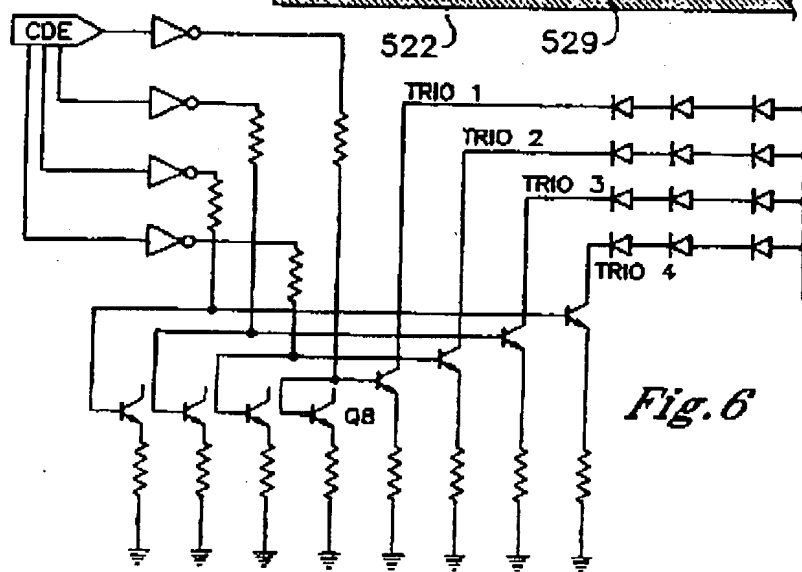 522 529
CDE
TRIO 1
TRIO 2
TRIO 3
TRIO 4
Q8
Fig. 6